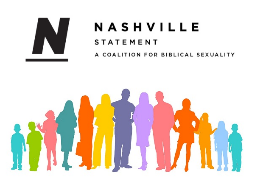 N
NASHVILLE
STATEMENT
A COALITION FOR BIBLICAL SEXUALITY